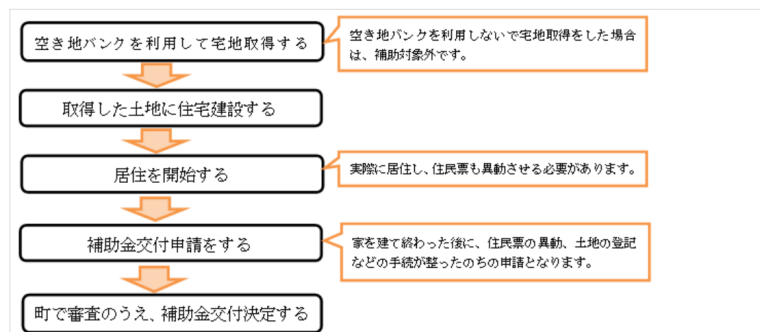 空き地バンクを利用して宅地取得する
空き地バンクを利用しないで宅地取得をした場合
は、補助対象外です。
取得した土地に住宅建設する
居住を開始する
実際に居住し、住民票も異動させる必要があります。
補助金交付申請をする
家を建て終わった後に、住民票の異動、土地の登記
などの手続が整ったのちの申請となります。
町で審査のうえ、補助金交付決定する